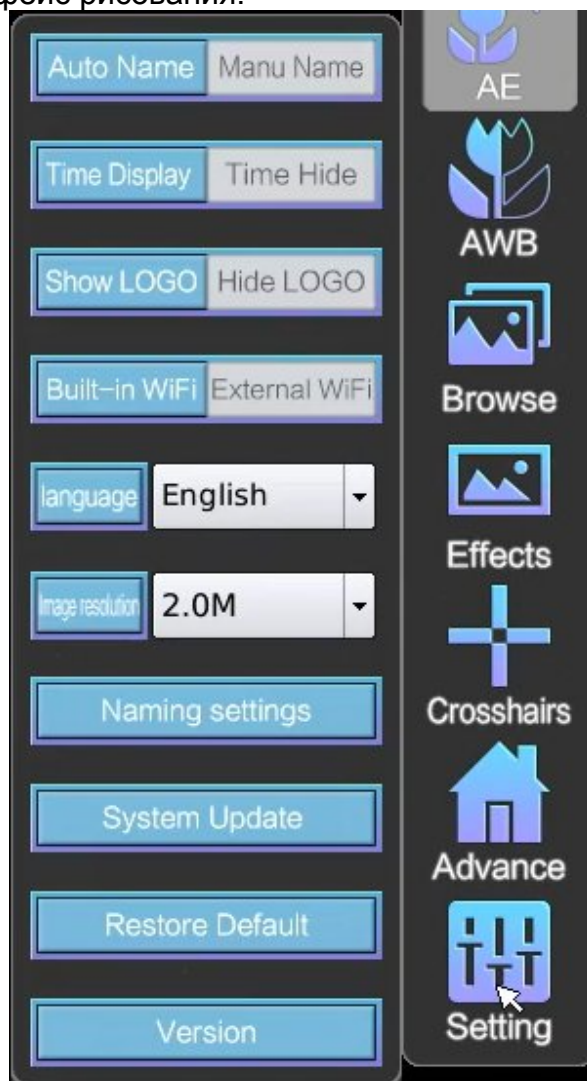 рисования.
Auto Name Manu Name
Time Display Time Hide
Show LOGO Hide LOGO
Built-in WiFi External WiFi
language English
Image resolution 2.0M
Naming settings
System Update
Restore Default
Version
AE
AWB
Browse
Effects
Crosshairs
Advance
Setting